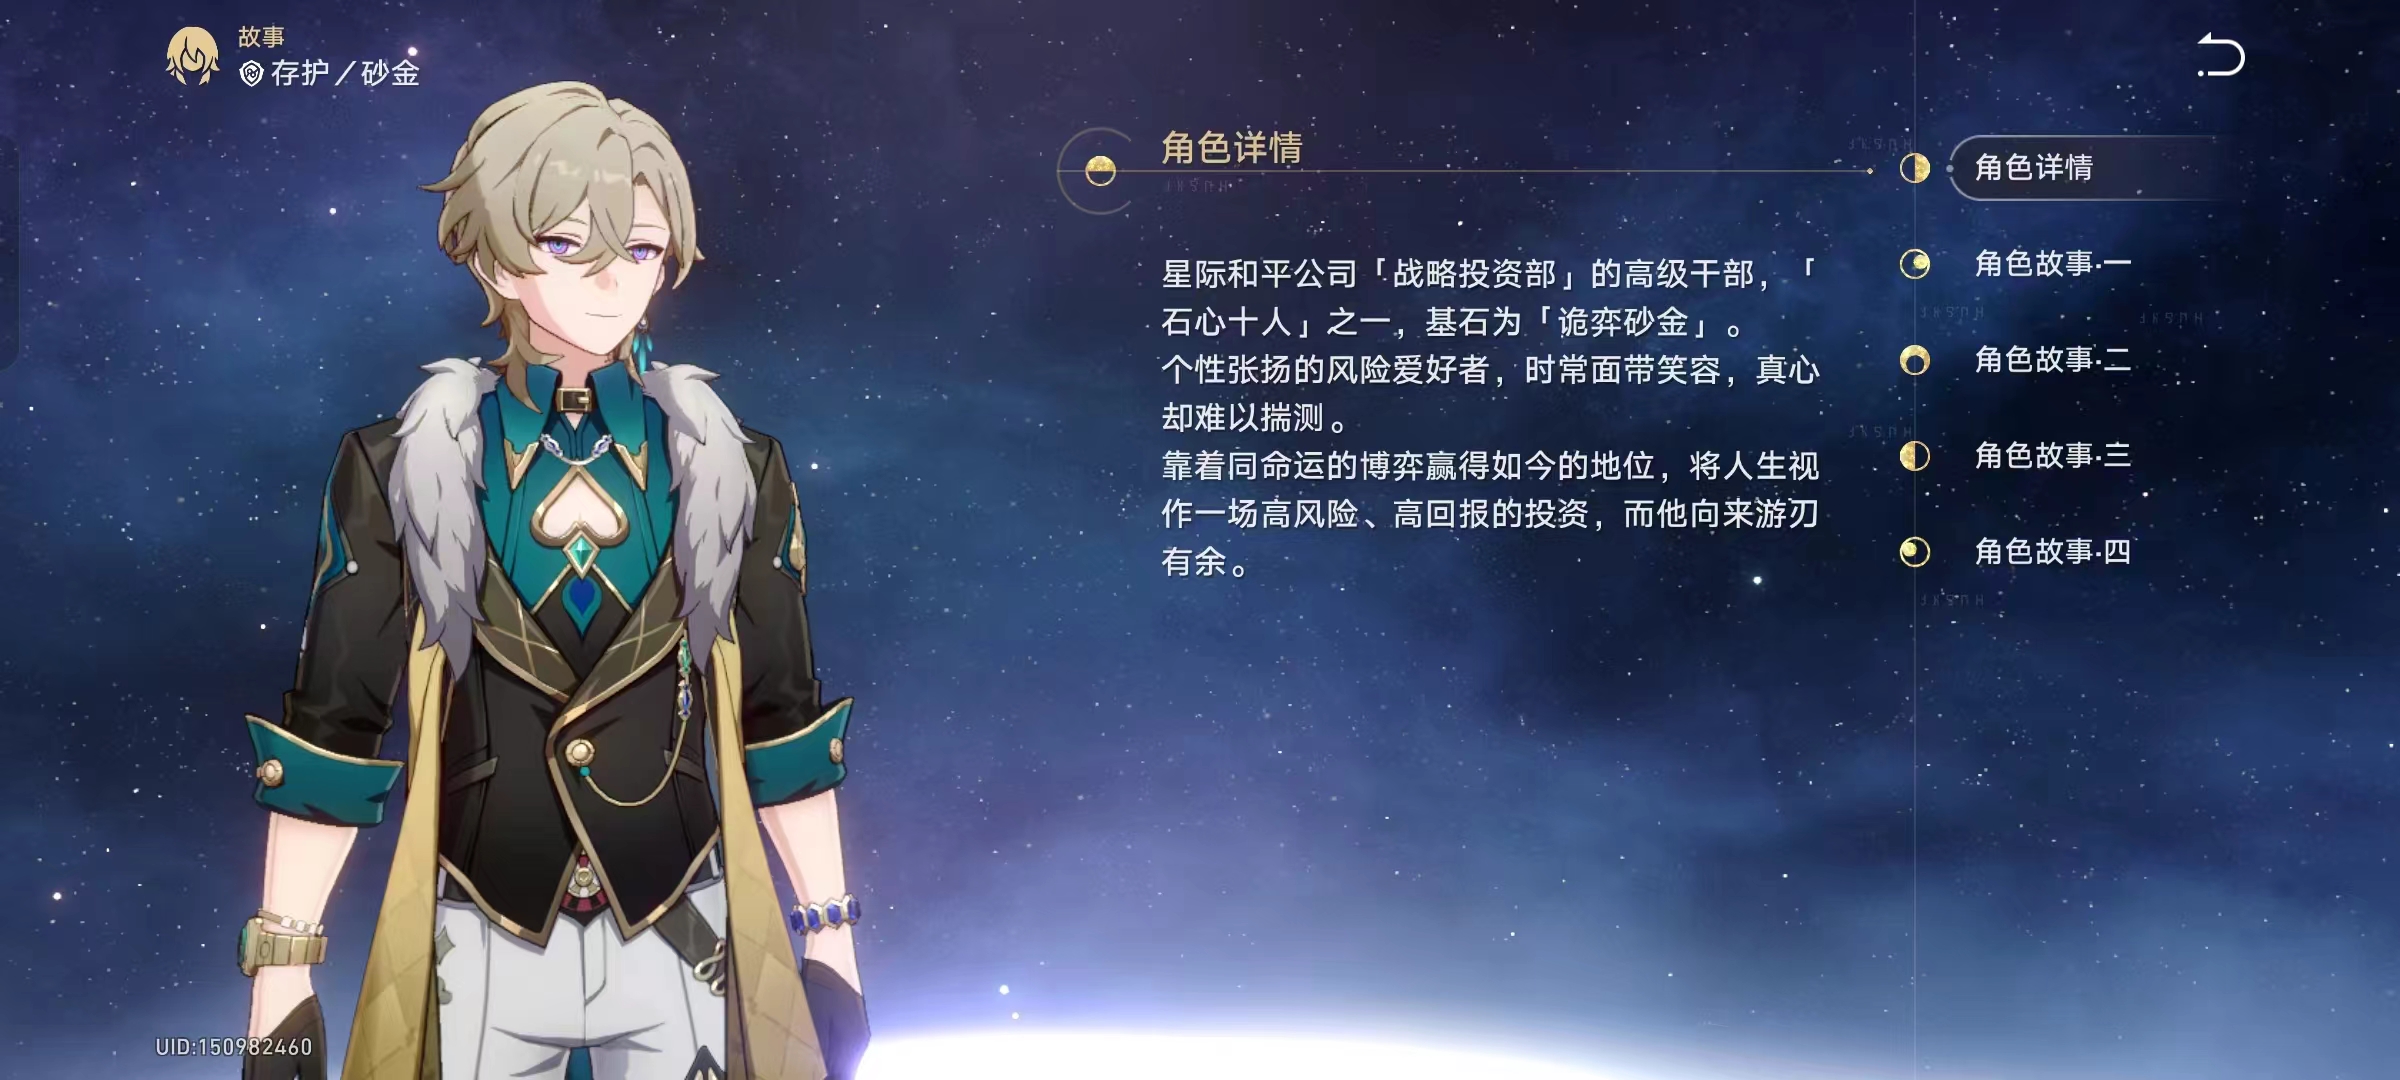 故事
存护／砂金
角色详情
星际和平公司「战略投资部」的高级干部，「
石心十人」之一，基石为「诡弈砂金」。
个性张扬的风险爱好者，时常面带笑容，真心
却难以揣测。
靠着同命运的博弈赢得如今的地位，将人生视
作一场高风险、高回报的投资，而他向来游刃
有余。
角色详情
角色故事·一
角色故事·二
角色故事·三
角色故事·四
UID:150982460